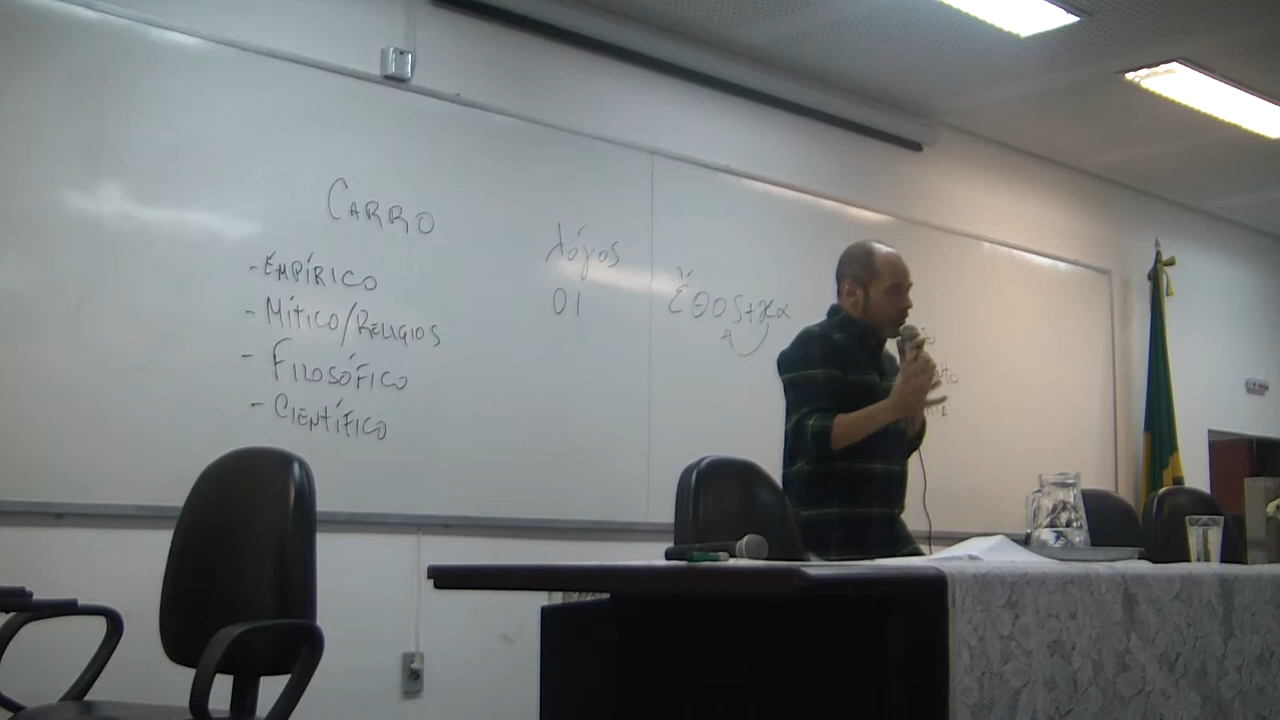 CARRO
-EMPÍRICO
-MÍTICO/RELIGIOS
-FILOSÓFICO
-CIENTÍFICO
λόγος
01